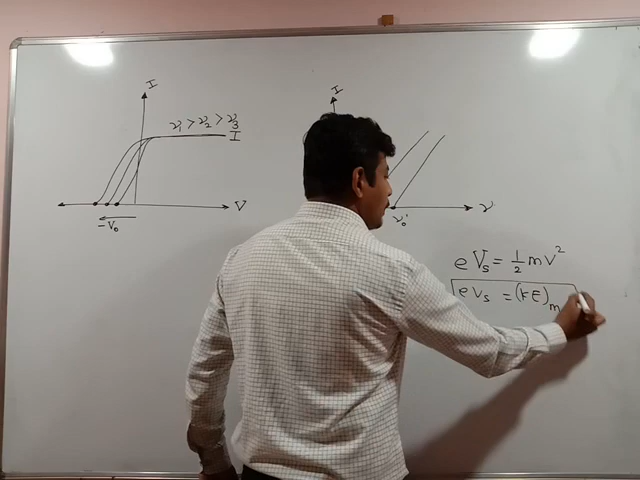 I
ν₁ > ν₂ > ν₃
I
V
-V₀
I
ν
ν₀'
eVₛ = 1/2 mv²
eVₛ = (KE)m